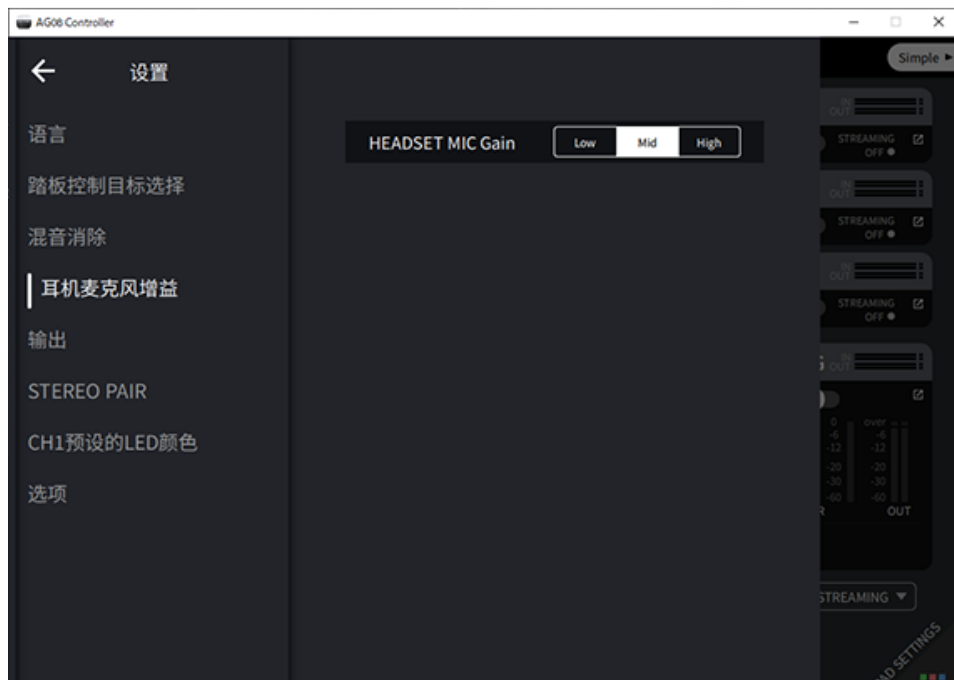 AG08 Controller
设置
Simple
语言
踏板控制目标选择
混音消除
耳机麦克风增益
输出
STEREO PAIR
CH1预设的LED颜色
选项
HEADSET MIC Gain
Low Mid High
IN
OUT
STREAMING
OFF
IN
OUT
STREAMING
OFF
IN
OUT
STREAMING
OFF
IN
OUT
0 over
-6 -6
-12 -12
-20 -20
-30 -30
-60 -60
OUT
STREAMING
SETTINGS